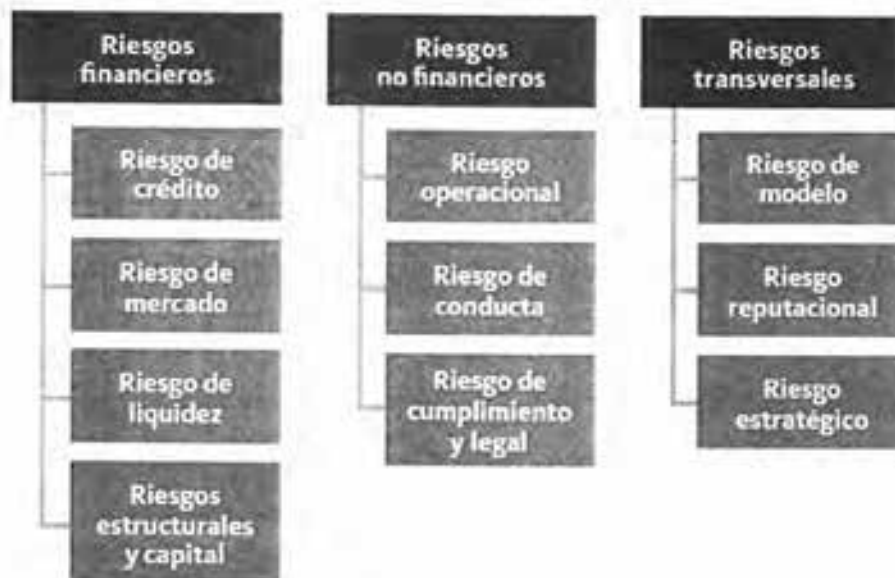 Riesgos
financieros
Riesgo de
crédito
Riesgo de
mercado
Riesgo de
liquidez
Riesgos
estructurales
y capital
Riesgos
no financieros
Riesgo
operacional
Riesgo de
conducta
Riesgo de
cumplimiento
y legal
Riesgos
transversales
Riesgo de
modelo
Riesgo
reputacional
Riesgo
estratégico